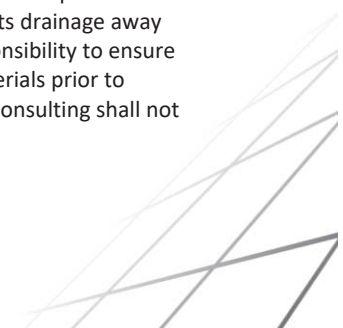 ts drainage away
onsibility to ensure
erials prior to
onsulting shall not